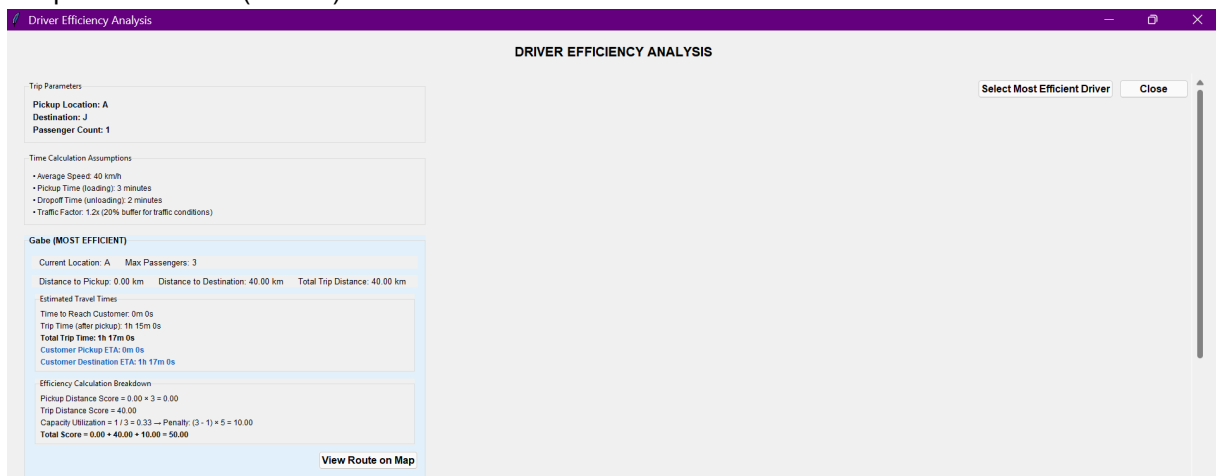 Driver Efficiency Analysis
DRIVER EFFICIENCY ANALYSIS
Select Most Efficient Driver
Close
Trip Parameters
Pickup Location: A
Destination: J
Passenger Count: 1
Time Calculation Assumptions
• Average Speed: 40 km/h
• Pickup Time (loading): 3 minutes
• Dropoff Time (unloading): 2 minutes
• Traffic Factor: 1.2x (20% buffer for traffic conditions)
Gabe (MOST EFFICIENT)
Current Location: A Max Passengers: 3
Distance to Pickup: 0.00 km Distance to Destination: 40.00 km Total Trip Distance: 40.00 km
Estimated Travel Times
Time to Reach Customer: 0m 0s
Trip Time (after pickup): 1h 15m 0s
Total Trip Time: 1h 17m 0s
Customer Pickup ETA: 0m 0s
Customer Destination ETA: 1h 17m 0s
Efficiency Calculation Breakdown
Pickup Distance Score = 0.00 × 3 = 0.00
Trip Distance Score = 40.00
Capacity Utilization = 1 / 3 = 0.33 → Penalty: (3 - 1) × 5 = 10.00
Total Score = 0.00 + 40.00 + 10.00 = 50.00
View Route on Map